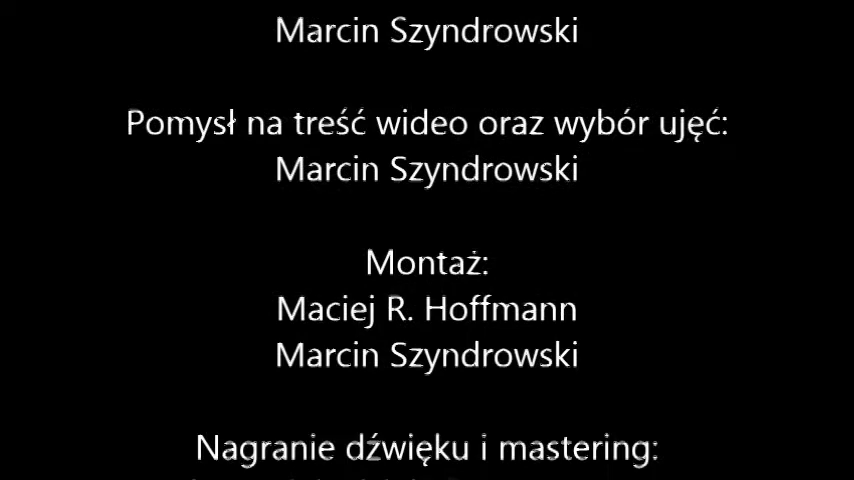 Marcin Szyndrowski
Pomysł na treść wideo oraz wybór ujęć:
Marcin Szyndrowski
Montaż:
Maciej R. Hoffmann
Marcin Szyndrowski
Nagranie dźwięku i mastering: